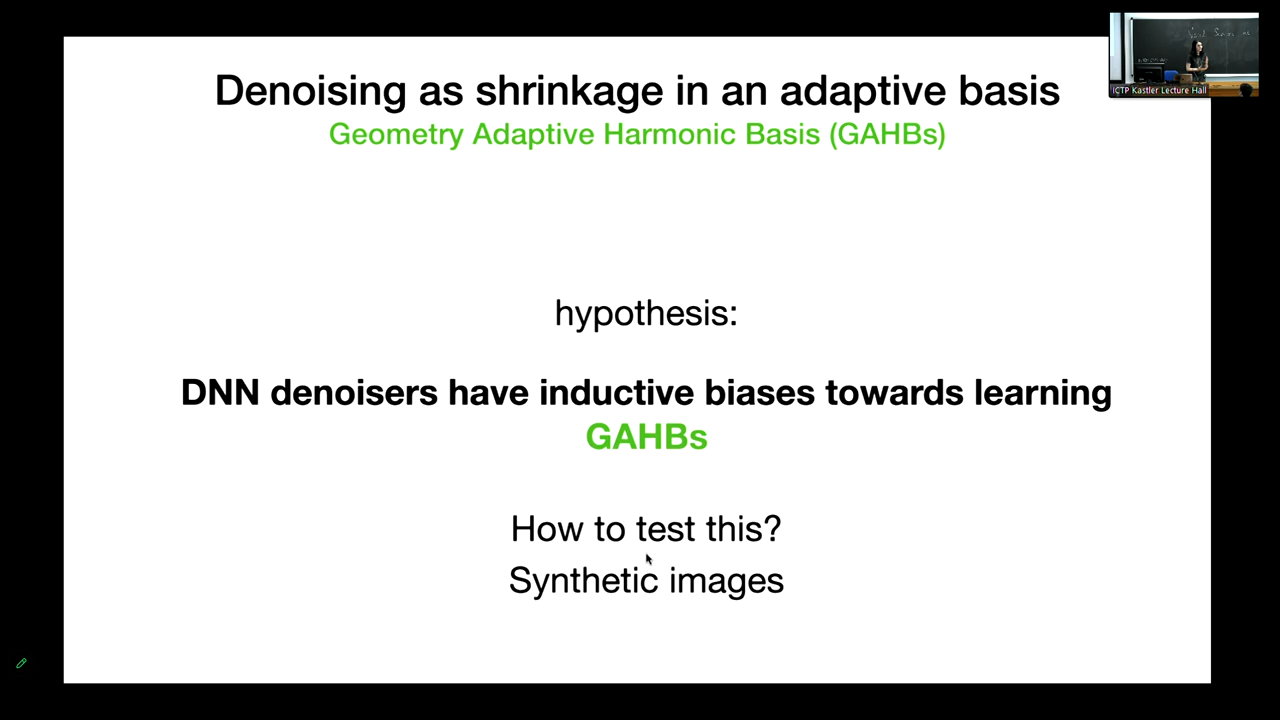 Denoising as shrinkage in an adaptive basis
Geometry Adaptive Harmonic Basis (GAHBs)
ICTP Kastler Lecture Hall
hypothesis:
DNN denoisers have inductive biases towards learning
GAHBs
How to test this?
Synthetic images